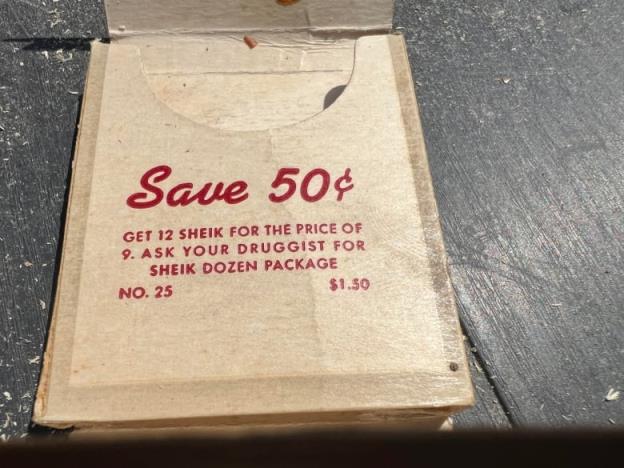 Save 50¢
GET 12 SHEIK FOR THE PRICE OF
9. ASK YOUR DRUGGIST FOR
SHEIK DOZEN PACKAGE
NO. 25 $1.50